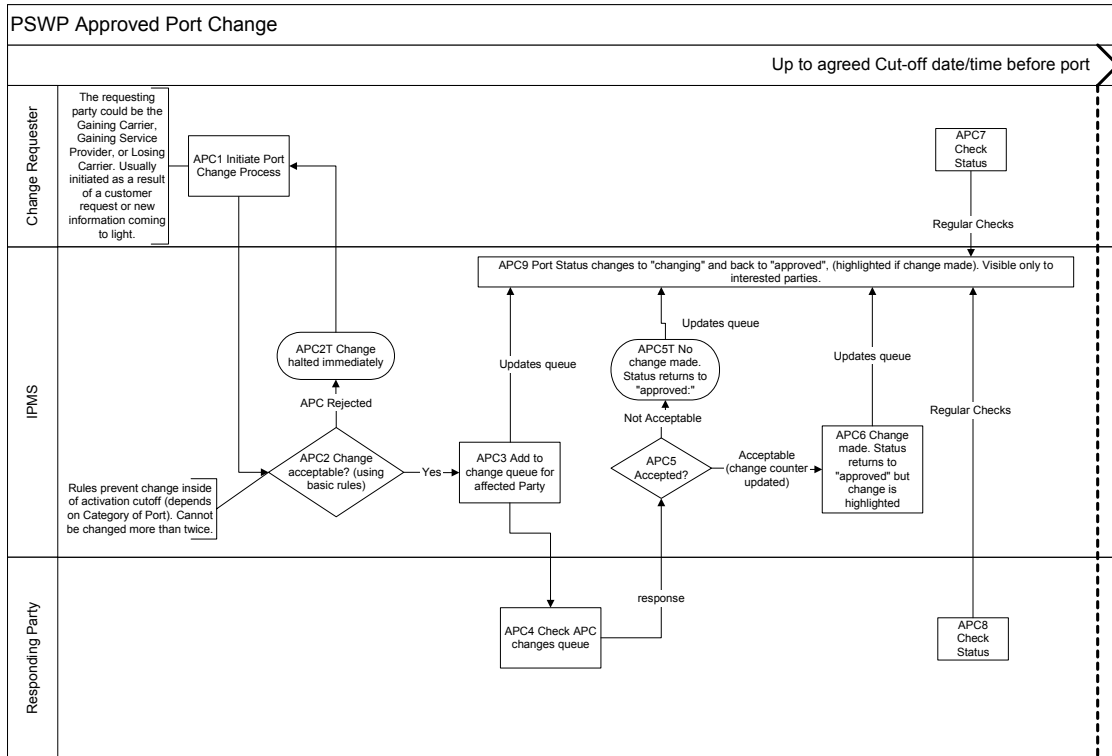 PSWP Approved Port Change
Up to agreed Cut-off date/time before port
Change Requester
The requesting
party could be the
Gaining Carrier,
Gaining Service
Provider, or Losing
Carrier. Usually
initiated as a result
of a customer
request or new
information coming
to light.
APC1 Initiate Port
Change Process
APC7
Check
Status
Regular Checks
IPMS
APC9 Port Status changes to "changing" and back to "approved", (highlighted if change made). Visible only to
interested parties.
Updates queue
APC2T Change
halted immediately
Updates queue
APC5T No
change made.
Status returns to
"approved:"
Updates queue
APC Rejected
Not Acceptable
Regular Checks
APC2 Change
acceptable? (using
basic rules)
Yes
APC3 Add to
change queue for
affected Party
APC5
Accepted?
Acceptable
(change counter
updated)
APC6 Change
made. Status
returns to
"approved" but
change is
highlighted
Rules prevent change inside
of activation cutoff (depends
on Category of Port). Cannot
be changed more than twice.
Responding Party
response
APC4 Check APC
changes queue
APC8
Check
Status